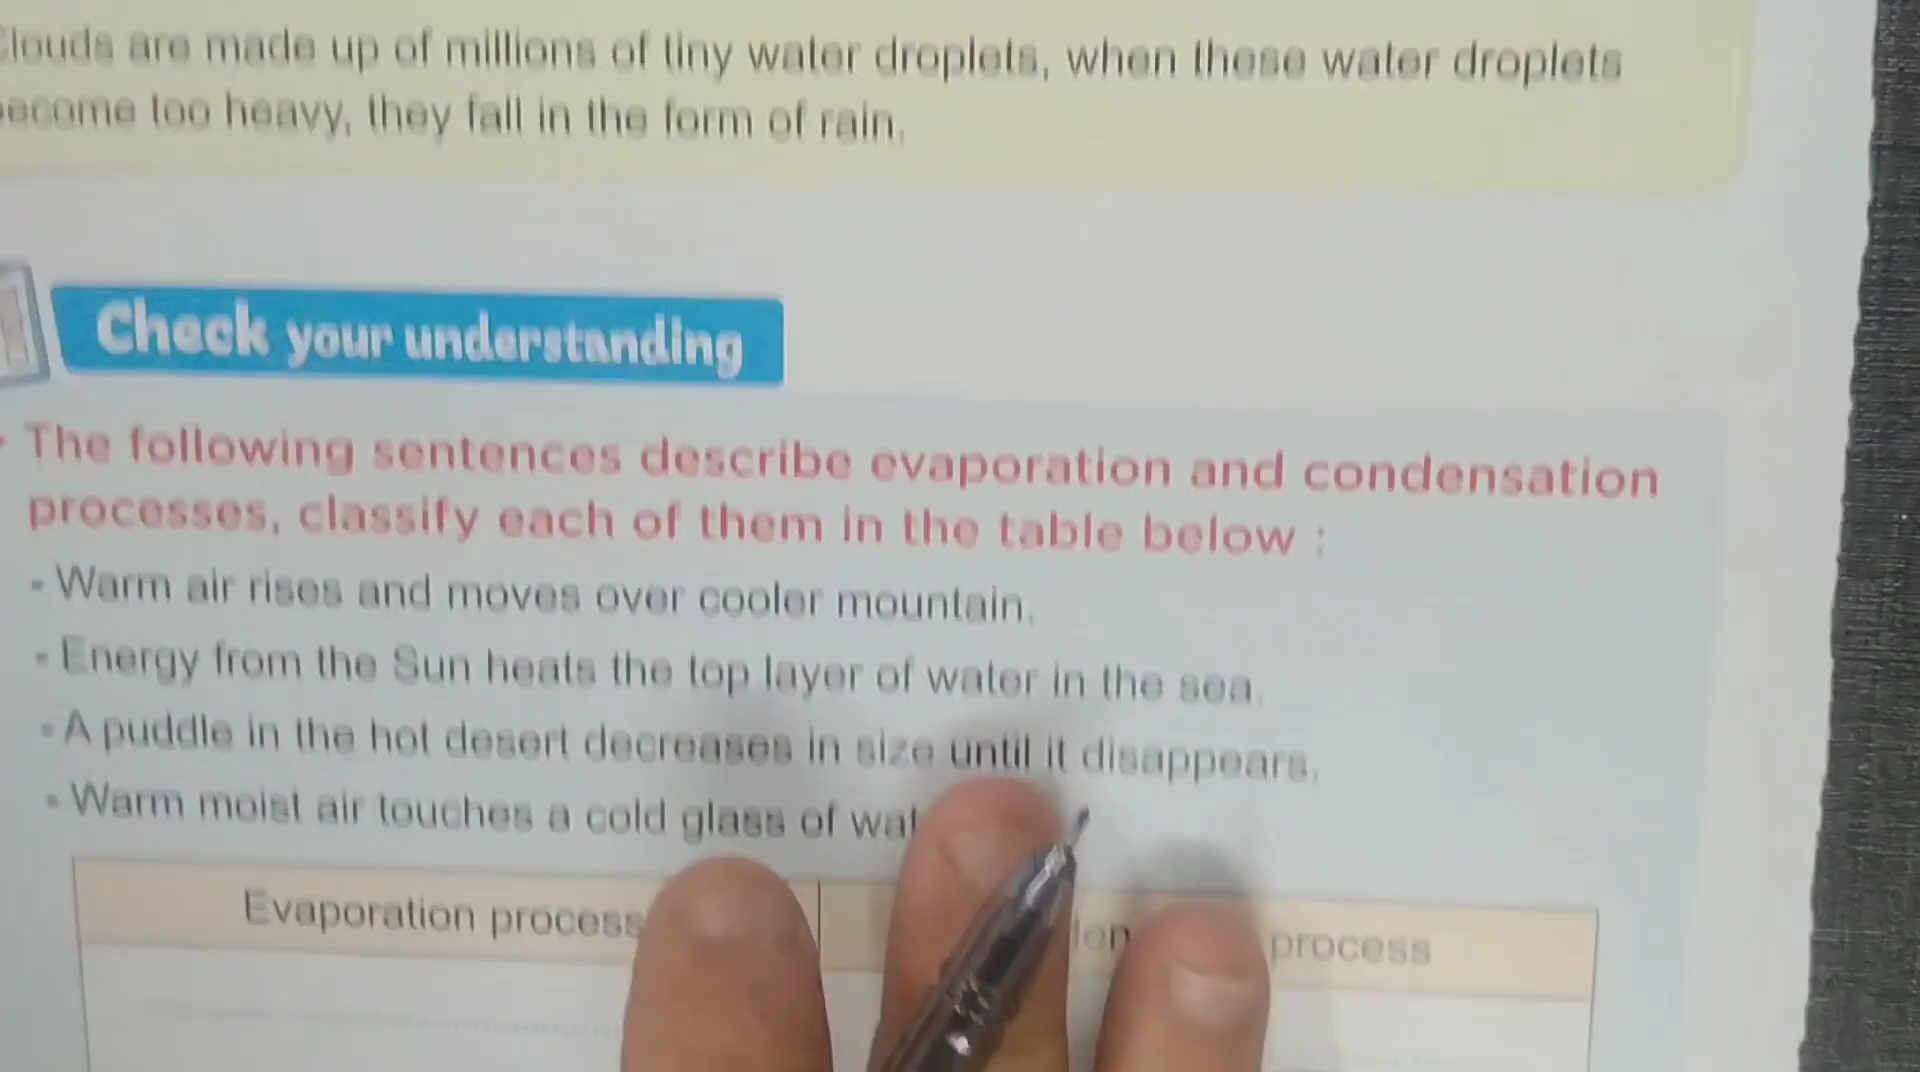 Clouds are made up of millions of tiny water droplets, when these water droplets
become too heavy, they fall in the form of rain.
Check your understanding
The following sentences describe evaporation and condensation
processes, classify each of them in the table below :
- Warm air rises and moves over cooler mountain.
- Energy from the Sun heats the top layer of water in the sea.
- A puddle in the hot desert decreases in size until it disappears.
- Warm moist air touches a cold glass of wat
Evaporation process
den process